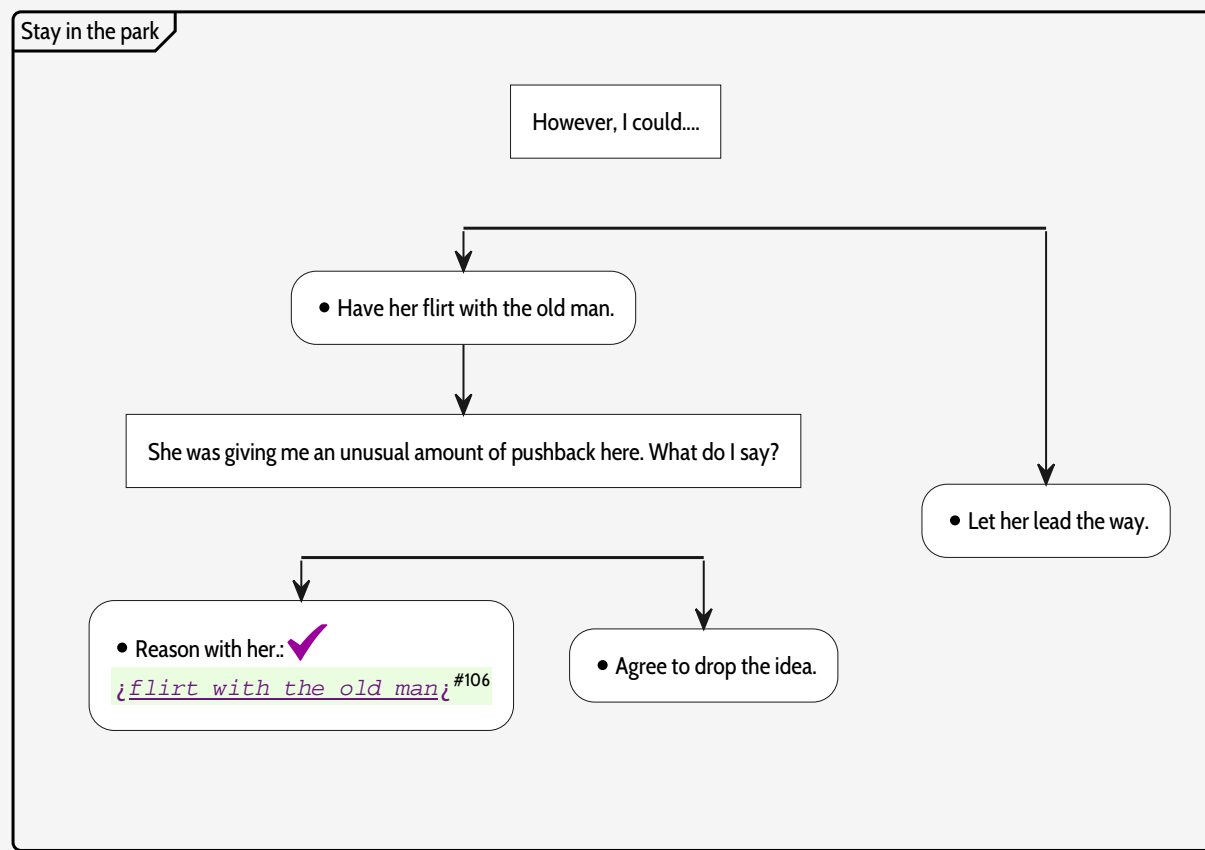 Stay in the park
However, I could....
• Have her flirt with the old man.
She was giving me an unusual amount of pushback here. What do I say?
• Let her lead the way.
• Reason with her.: ✔
¿flirt with the old man¿#106
• Agree to drop the idea.